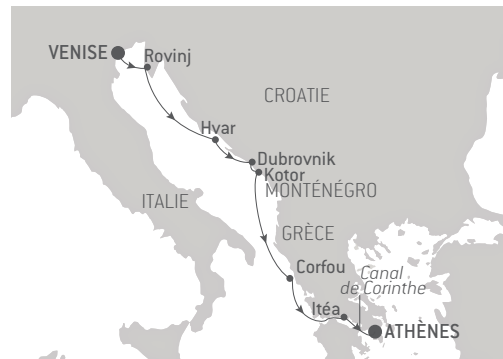 VENISE
Rovinj
CROATIE
Hvar
Dubrovnik
Kotor
MONTÉNÉGRO
ITALIE
GRÈCE
Corfou
Canal
de Corinthe
Itéa
ATHÈNES